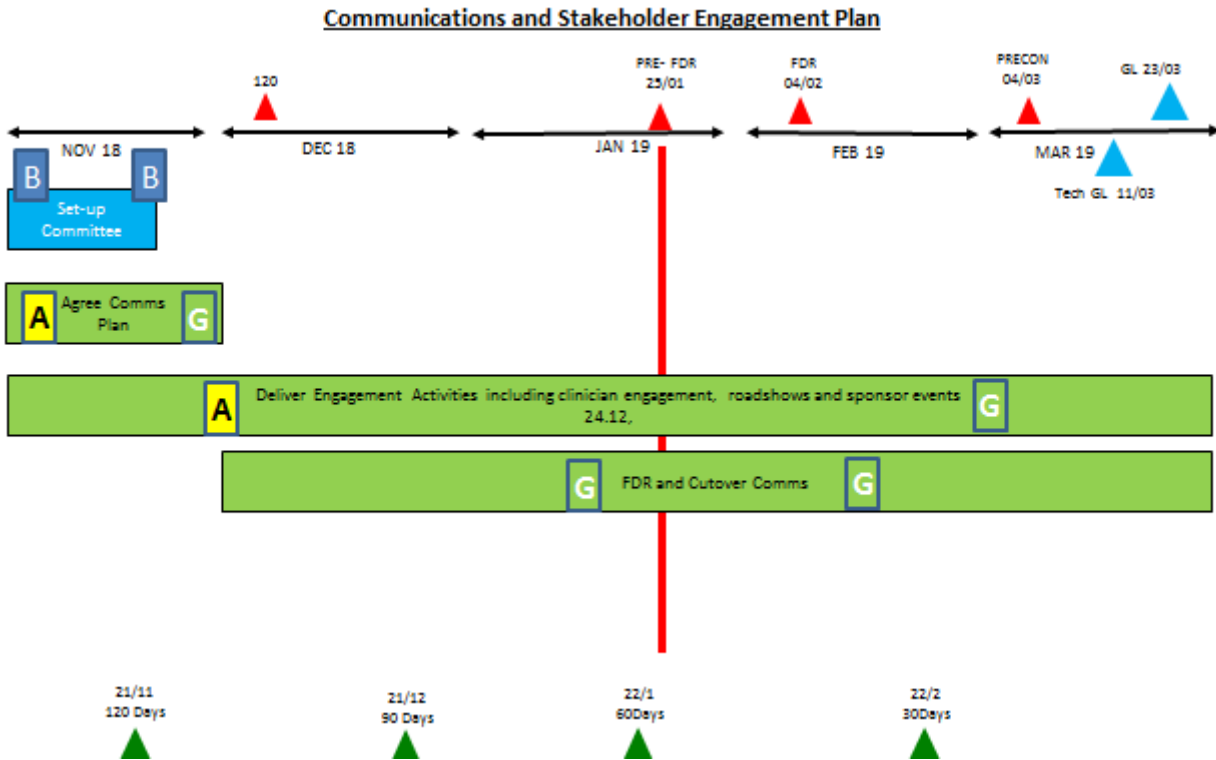 Communications and Stakeholder Engagement Plan
120
PRE- FDR
25/01
FDR
04/02
PRECON
04/03
GL 23/03
NOV 18
DEC 18
JAN 19
FEB 19
MAR 19
Tech GL 11/03
B
B
Set-up
Committee
A
Agree Comms
Plan
G
A
Deliver Engagement Activities including clinician engagement, roadshows and sponsor events
24.12,
G
G
FDR and Cutover Comms
G
21/11
120 Days
21/12
90 Days
22/1
60Days
22/2
30Days